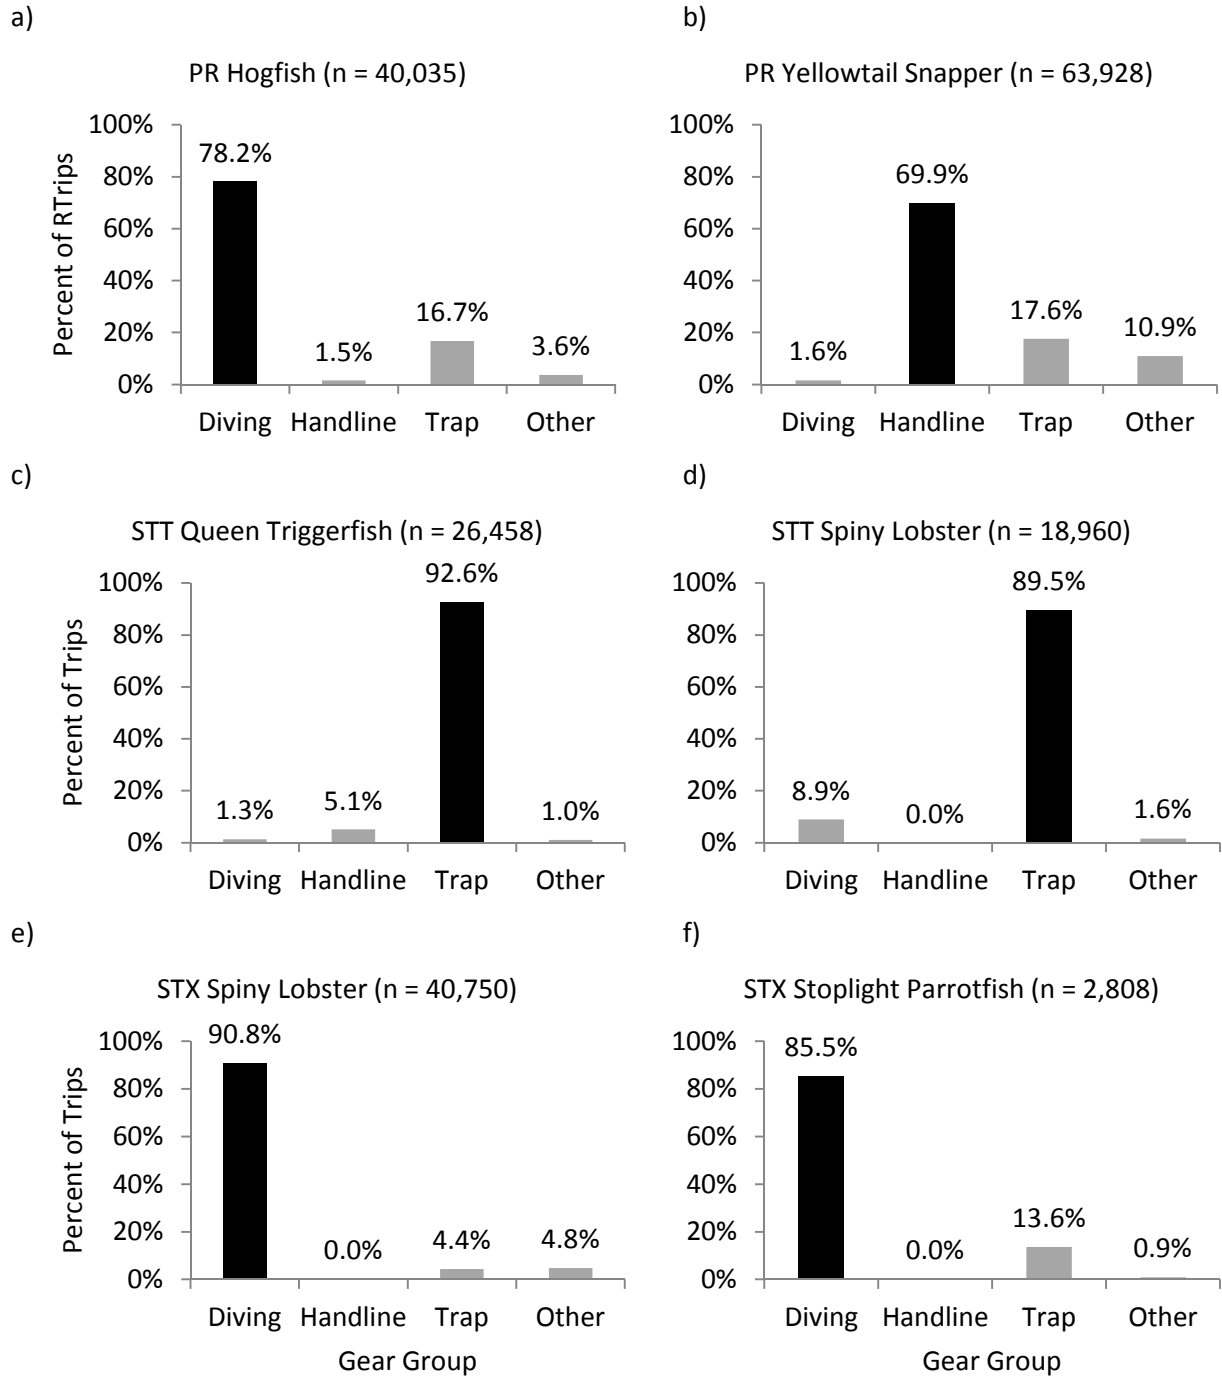 a)
PR Hogfish (n = 40,035)
100%
80%
60%
40%
20%
0%
Percent of RTrips
78.2%
1.5%
16.7%
3.6%
Diving Handline Trap Other
b)
PR Yellowtail Snapper (n = 63,928)
100%
80%
60%
40%
20%
0%
1.6%
69.9%
17.6%
10.9%
Diving Handline Trap Other
c)
STT Queen Triggerfish (n = 26,458)
100%
80%
60%
40%
20%
0%
Percent of Trips
1.3%
5.1%
92.6%
1.0%
Diving Handline Trap Other
d)
STT Spiny Lobster (n = 18,960)
100%
80%
60%
40%
20%
0%
8.9%
0.0%
89.5%
1.6%
Diving Handline Trap Other
e)
STX Spiny Lobster (n = 40,750)
100%
80%
60%
40%
20%
0%
Percent of Trips
90.8%
0.0%
4.4%
4.8%
Diving Handline Trap Other
Gear Group
f)
STX Stoplight Parrotfish (n = 2,808)
100%
80%
60%
40%
20%
0%
85.5%
0.0%
13.6%
0.9%
Diving Handline Trap Other
Gear Group